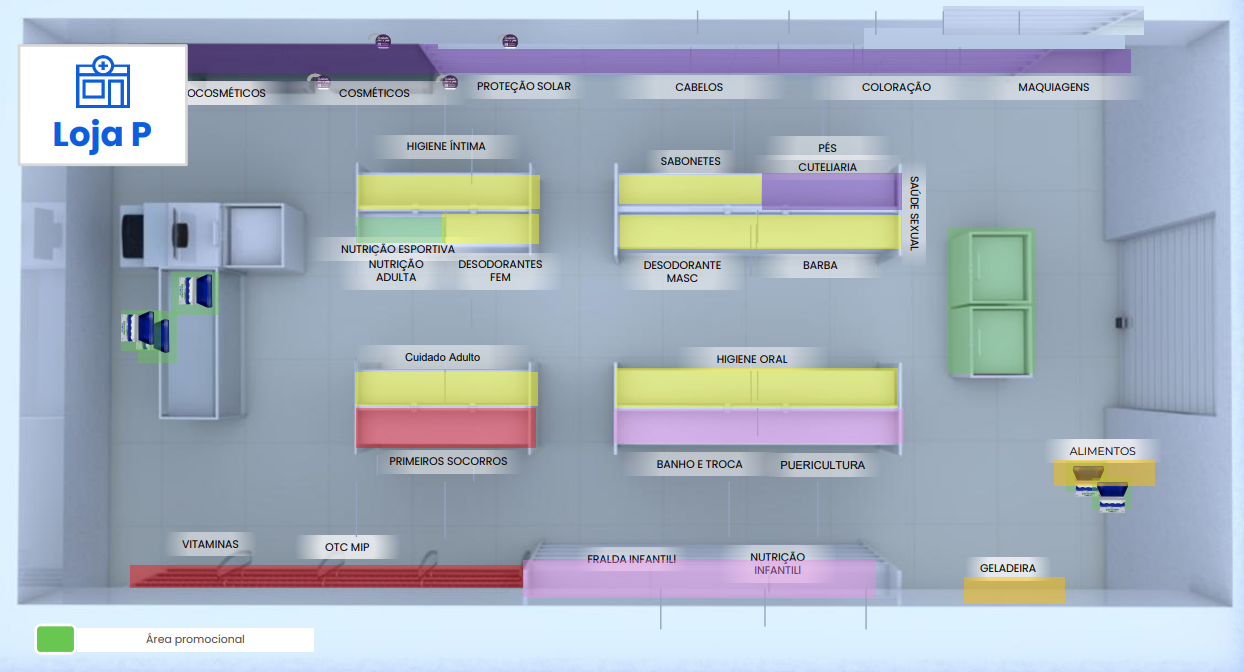 Loja P
OCOSMÉTICOS
COSMÉTICOS
PROTEÇÃO SOLAR
CABELOS
COLORAÇÃO
MAQUIAGENS
HIGIENE ÍNTIMA
SABONETES
PÉS
CUTELIARIA
SAÚDE SEXUAL
NUTRIÇÃO ESPORTIVA
NUTRIÇÃO
ADULTA
DESODORANTES
FEM
DESODORANTE
MASC
BARBA
Cuidado Adulto
HIGIENE ORAL
PRIMEIROS SOCORROS
BANHO E TROCA
PUERICULTURA
ALIMENTOS
VITAMINAS
OTC MIP
FRALDA INFANTILI
NUTRIÇÃO
INFANTILI
GELADEIRA
Área promocional